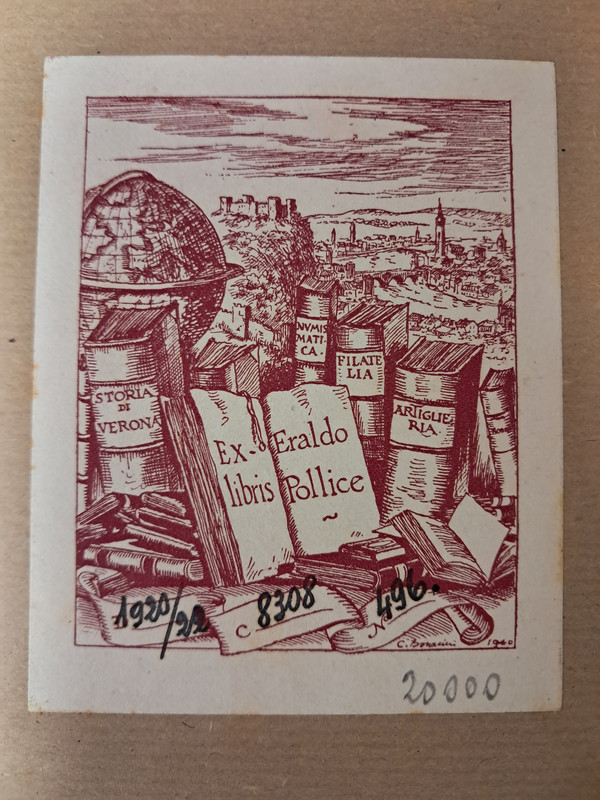 NUMIS
MATI
CA.
FILATE
LIA
STORIA
DI
VERONA
ARTIGLIE
RIA.
Ex-
libris
Eraldo
Pollice
~
1920/22
C 8308
N 496.
C. Bonacini 1940
20000